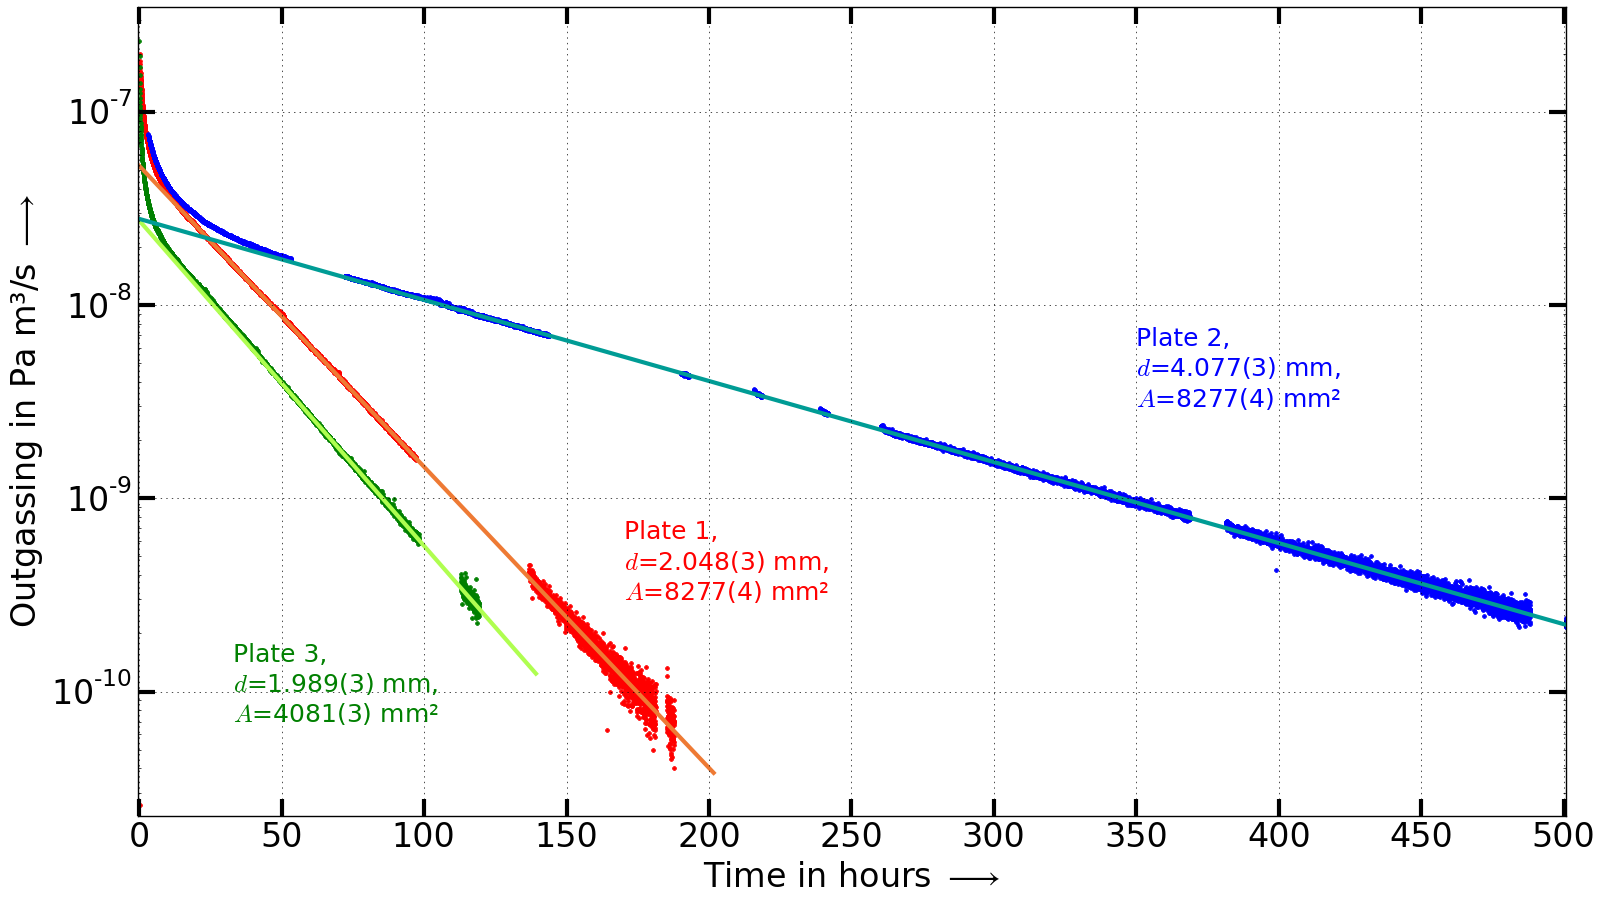 Outgassing in Pa m³/s ⟶
10⁻⁷
10⁻⁸
10⁻⁹
10⁻¹⁰
Plate 2,
d=4.077(3) mm,
A=8277(4) mm²
Plate 1,
d=2.048(3) mm,
A=8277(4) mm²
Plate 3,
d=1.989(3) mm,
A=4081(3) mm²
0 50 100 150 200 250 300 350 400 450 500
Time in hours ⟶